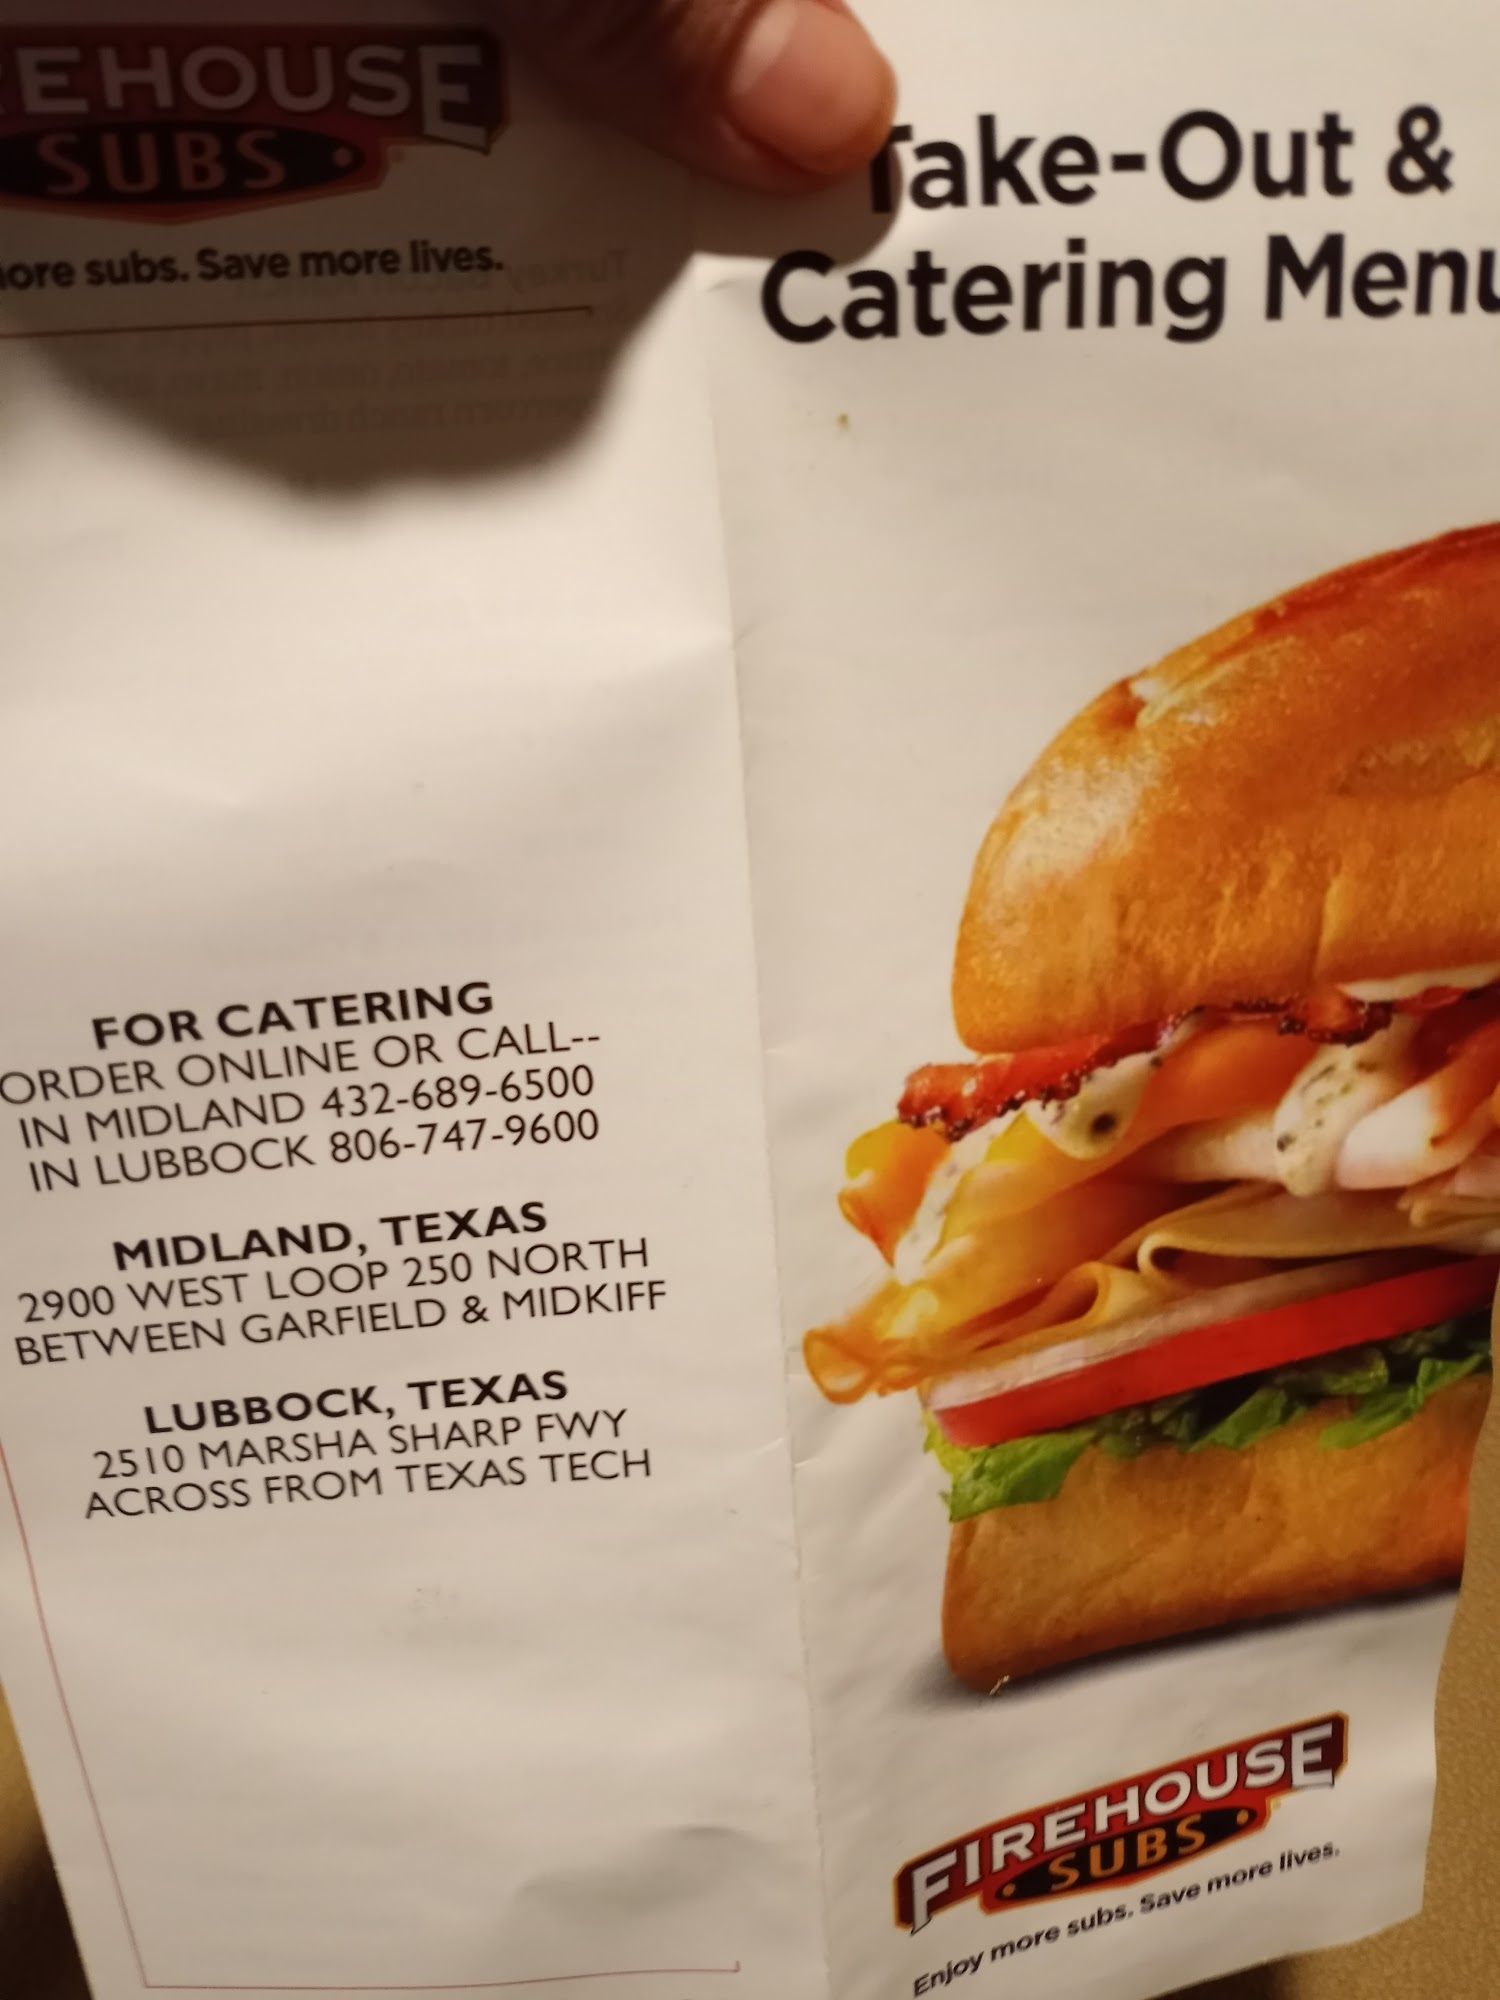 EHOUSE
SUBS
ore subs. Save more lives.
FOR CATERING
ORDER ONLINE OR CALL--
IN MIDLAND 432-689-6500
IN LUBBOCK 806-747-9600
MIDLAND, TEXAS
2900 WEST LOOP 250 NORTH
BETWEEN GARFIELD & MIDKIFF
LUBBOCK, TEXAS
2510 MARSHA SHARP FWY
ACROSS FROM TEXAS TECH
Take-Out &
Catering Menu
FIREHOUSE
SUBS
Enjoy more subs. Save more lives.